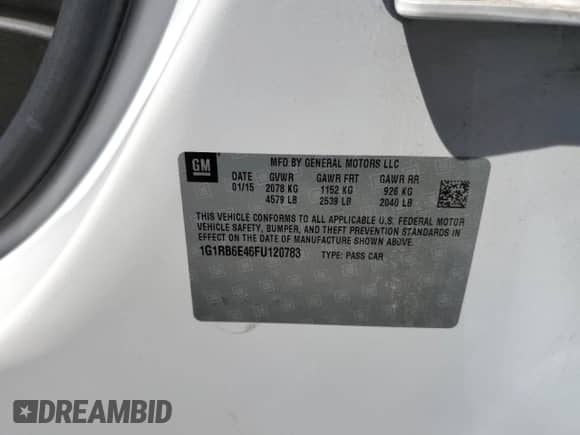 GM
MFD BY GENERAL MOTORS LLC
DATE GVWR GAWR FRT GAWR RR
01/15 2078 KG 1152 KG 926 KG
4579 LB 2539 LB 2040 LB
THIS VEHICLE CONFORMS TO ALL APPLICABLE U.S. FEDERAL MOTOR
VEHICLE SAFETY, BUMPER, AND THEFT PREVENTION STANDARDS IN
EFFECT ON THE DATE OF MANUFACTURE SHOWN ABOVE.
1G1RB6E46FU120783 TYPE: PASS CAR
DREAMBID